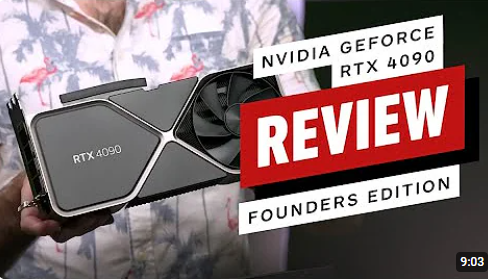 NVIDIA GEFORCE
RTX 4090
RTX 4090
REVIEW
FOUNDERS EDITION
9:03